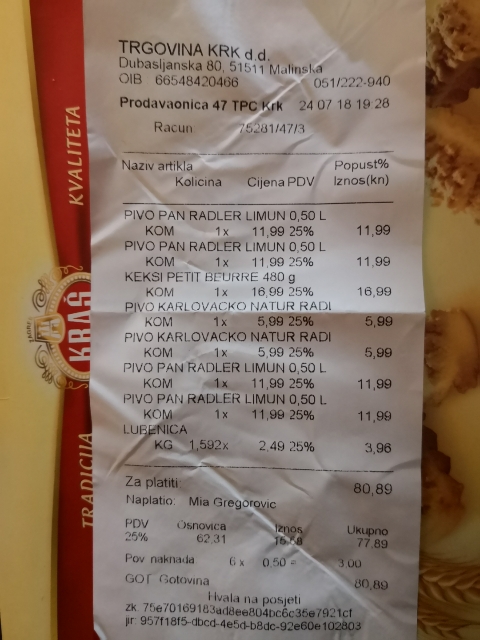 TRGOVINA KRK d.d.
Dubasljanska 80, 51511 Malinska
OIB 66548420466 051/222-940
Prodavaonica 47 TPC Krk 24 07 18 19 28
Racun 75281/47/3
Naziv artikla Popust%
Kolicina Cijena PDV Iznos(kn)
PIVO PAN RADLER LIMUN 0,50 L
KOM 1x 11,99 25% 11,99
PIVO PAN RADLER LIMUN 0,50 L
KOM 1x 11,99 25% 11,99
KEKSI PETIT BEURRE 480 g
KOM 1x 16,99 25% 16,99
PIVO KARLOVACKO NATUR RADI
KOM 1x 5,99 25% 5,99
PIVO KARLOVACKO NATUR RADI
KOM 1x 5,99 25% 5,99
PIVO PAN RADLER LIMUN 0,50 L
KOM 1x 11,99 25% 11,99
PIVO PAN RADLER LIMUN 0,50 L
KOM 1x 11,99 25% 11,99
LUBENICA
KG 1,592x 2,49 25% 3,96
Za platiti 80,89
Naplatio: Mia Gregorovic
PDV Osnovica Iznos Ukupno
25% 62,31 15,58 77,89
Pov naknada 6 x 0,50 = 3,00
GOT Gotovina 80,89
Hvala na posjeti
zk 75e70169183ad8ee804bc6c35e7921cf
jir 957f18f5-dbcd-4e5d-b8dc-92e60e102803
KVALITETA
KRAŠ
TRADICIJA